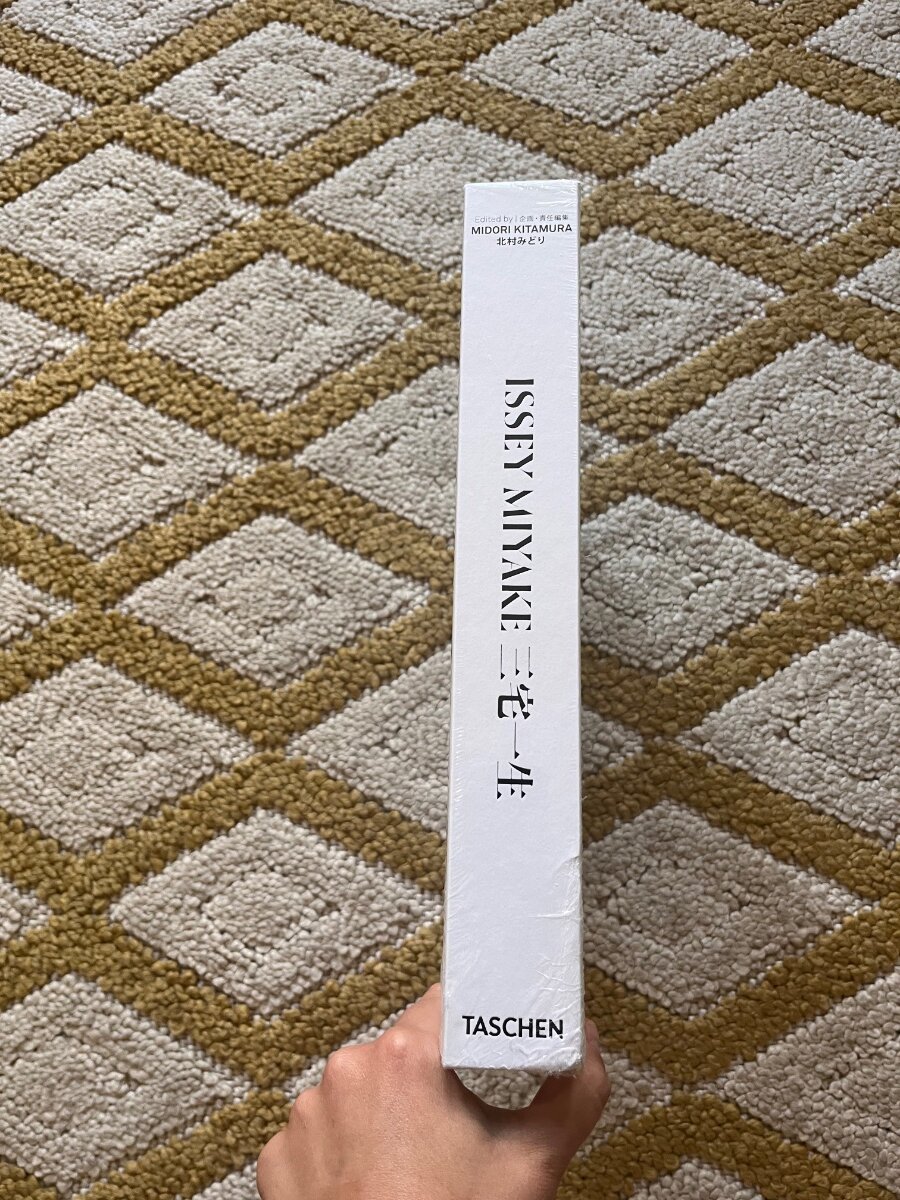 Edited by | 企画・責任編集
MIDORI KITAMURA
北村みどり
ISSEY MIYAKE 三宅一生
TASCHEN